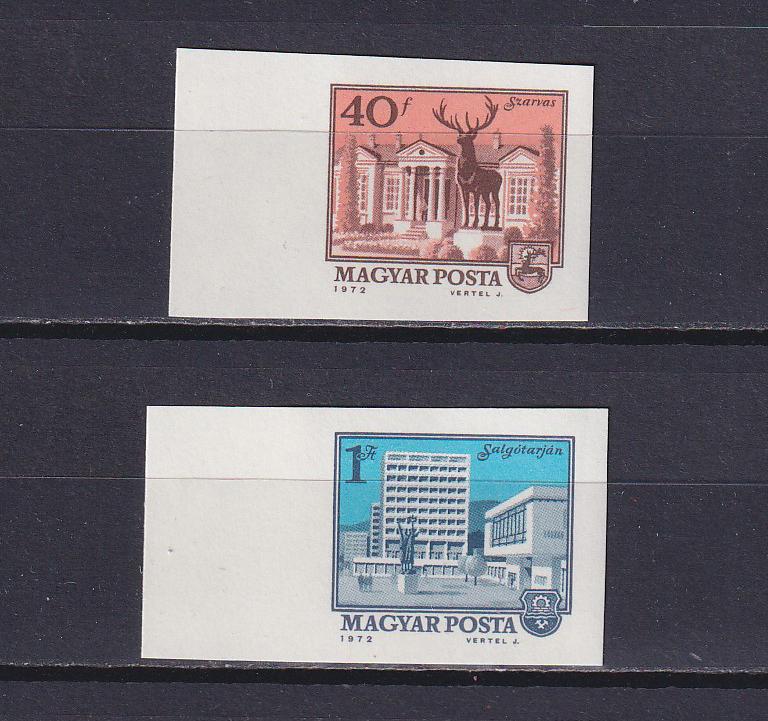 40f Szarvas
MAGYAR POSTA
1972 VERTEL J.
1Ft Salgótarján
MAGYAR POSTA
1972 VERTEL J.